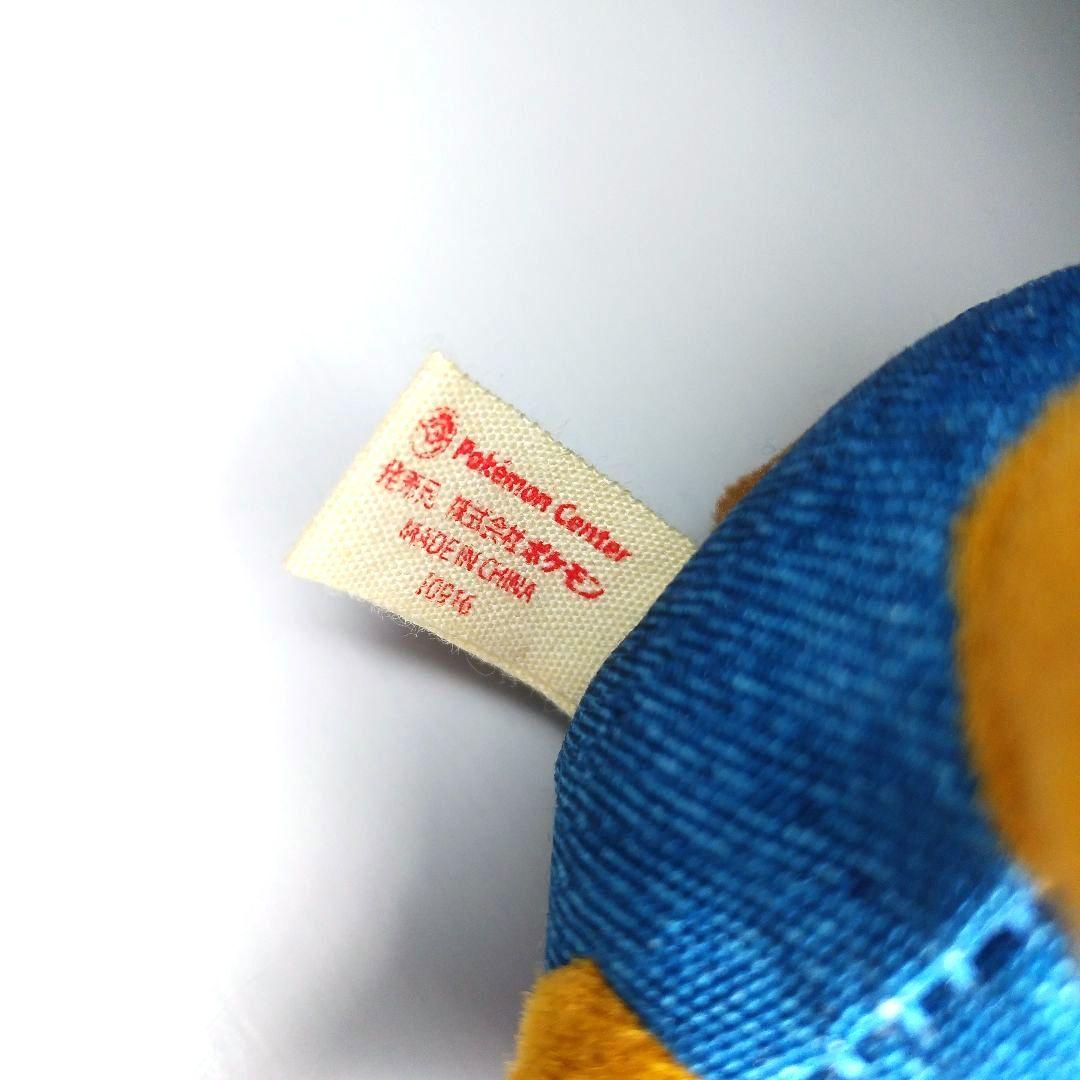 Pokémon Center
発売元 株式会社ポケモン
MADE IN CHINA
10916